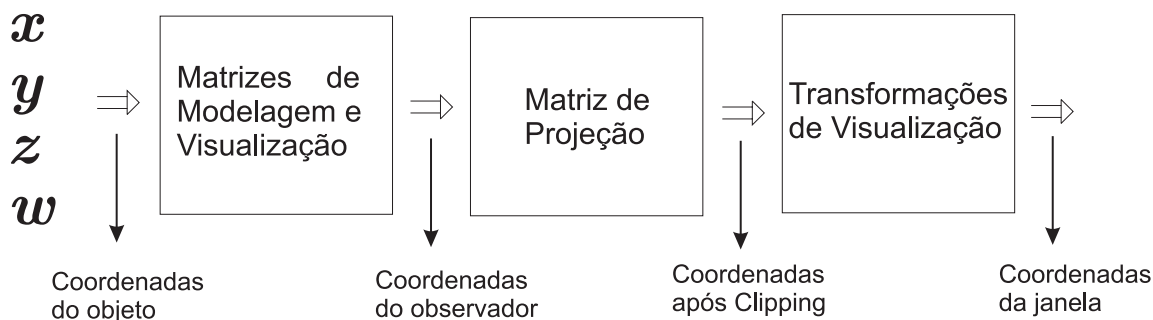 x
y
z
w
Matrizes de
Modelagem e
Visualização
Matriz de
Projeção
Transformações
de Visualização
Coordenadas
do objeto
Coordenadas
do observador
Coordenadas
após Clipping
Coordenadas
da janela